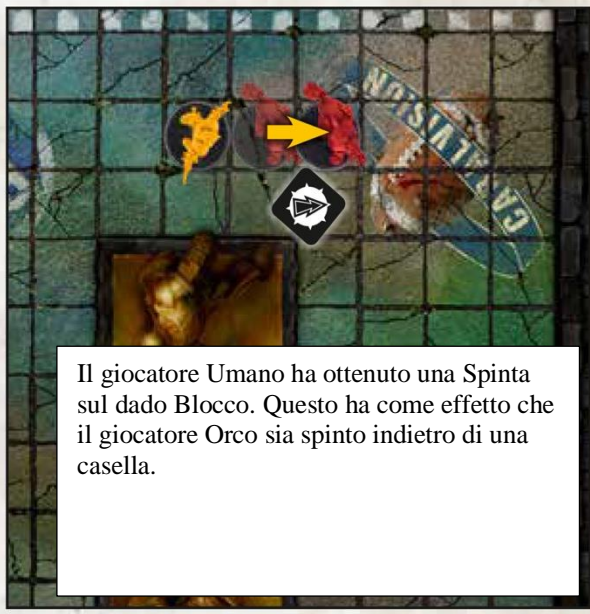 CABALVISION
Il giocatore Umano ha ottenuto una Spinta
sul dado Blocco. Questo ha come effetto che
il giocatore Orco sia spinto indietro di una
casella.